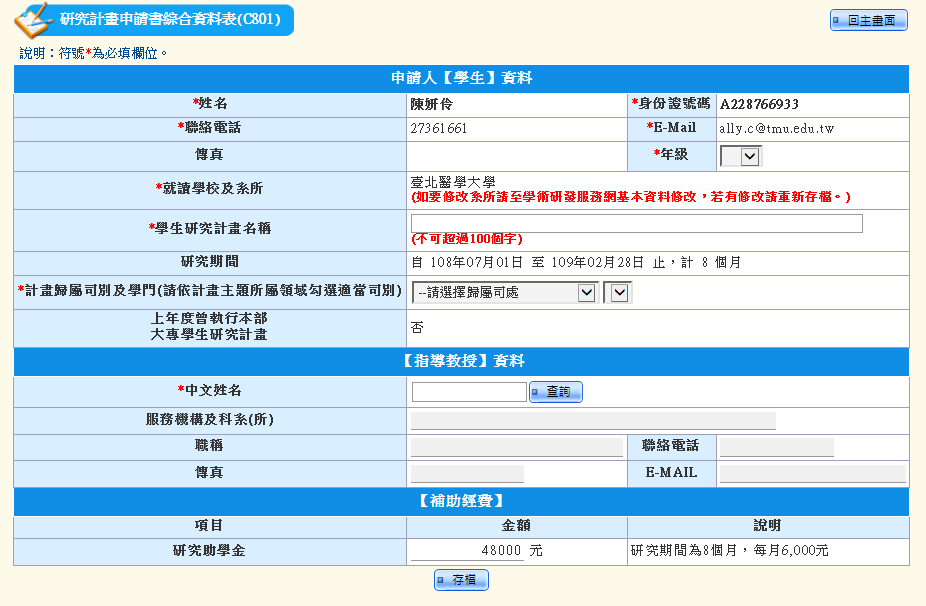 研究計畫申請書綜合資料表(C801)
回主畫面
說明：符號*為必填欄位。
申請人【學生】資料
*姓名 陳妍伶 *身份證號碼 A228766933
*聯絡電話 27361661 *E-Mail ally.c@tmu.edu.tw
傳真 *年級
*就讀學校及系所 臺北醫學大學
(如要修改系所請至學術研發服務網基本資料修改，若有修改請重新存檔。)
*學生研究計畫名稱
(不可超過100個字)
研究期間 自 108年07月01日 至 109年02月28日 止，計 8 個月
*計畫歸屬司別及學門(請依計畫主題所屬領域勾選適當司別) --請選擇歸屬司處
上年度曾執行本部
大專學生研究計畫 否
【指導教授】資料
*中文姓名 查詢
服務機構及科系(所)
職稱 聯絡電話
傳真 E-MAIL
【補助經費】
項目 金額 說明
研究助學金 48000 元 研究期間為8個月，每月6,000元
存檔